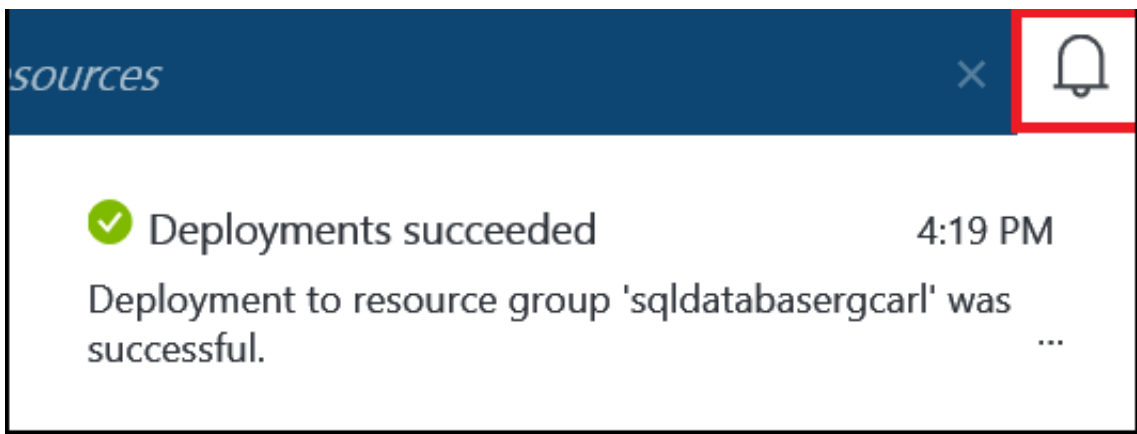 sources
Deployments succeeded 4:19 PM
Deployment to resource group 'sqldatabasergcarl' was
successful.
...